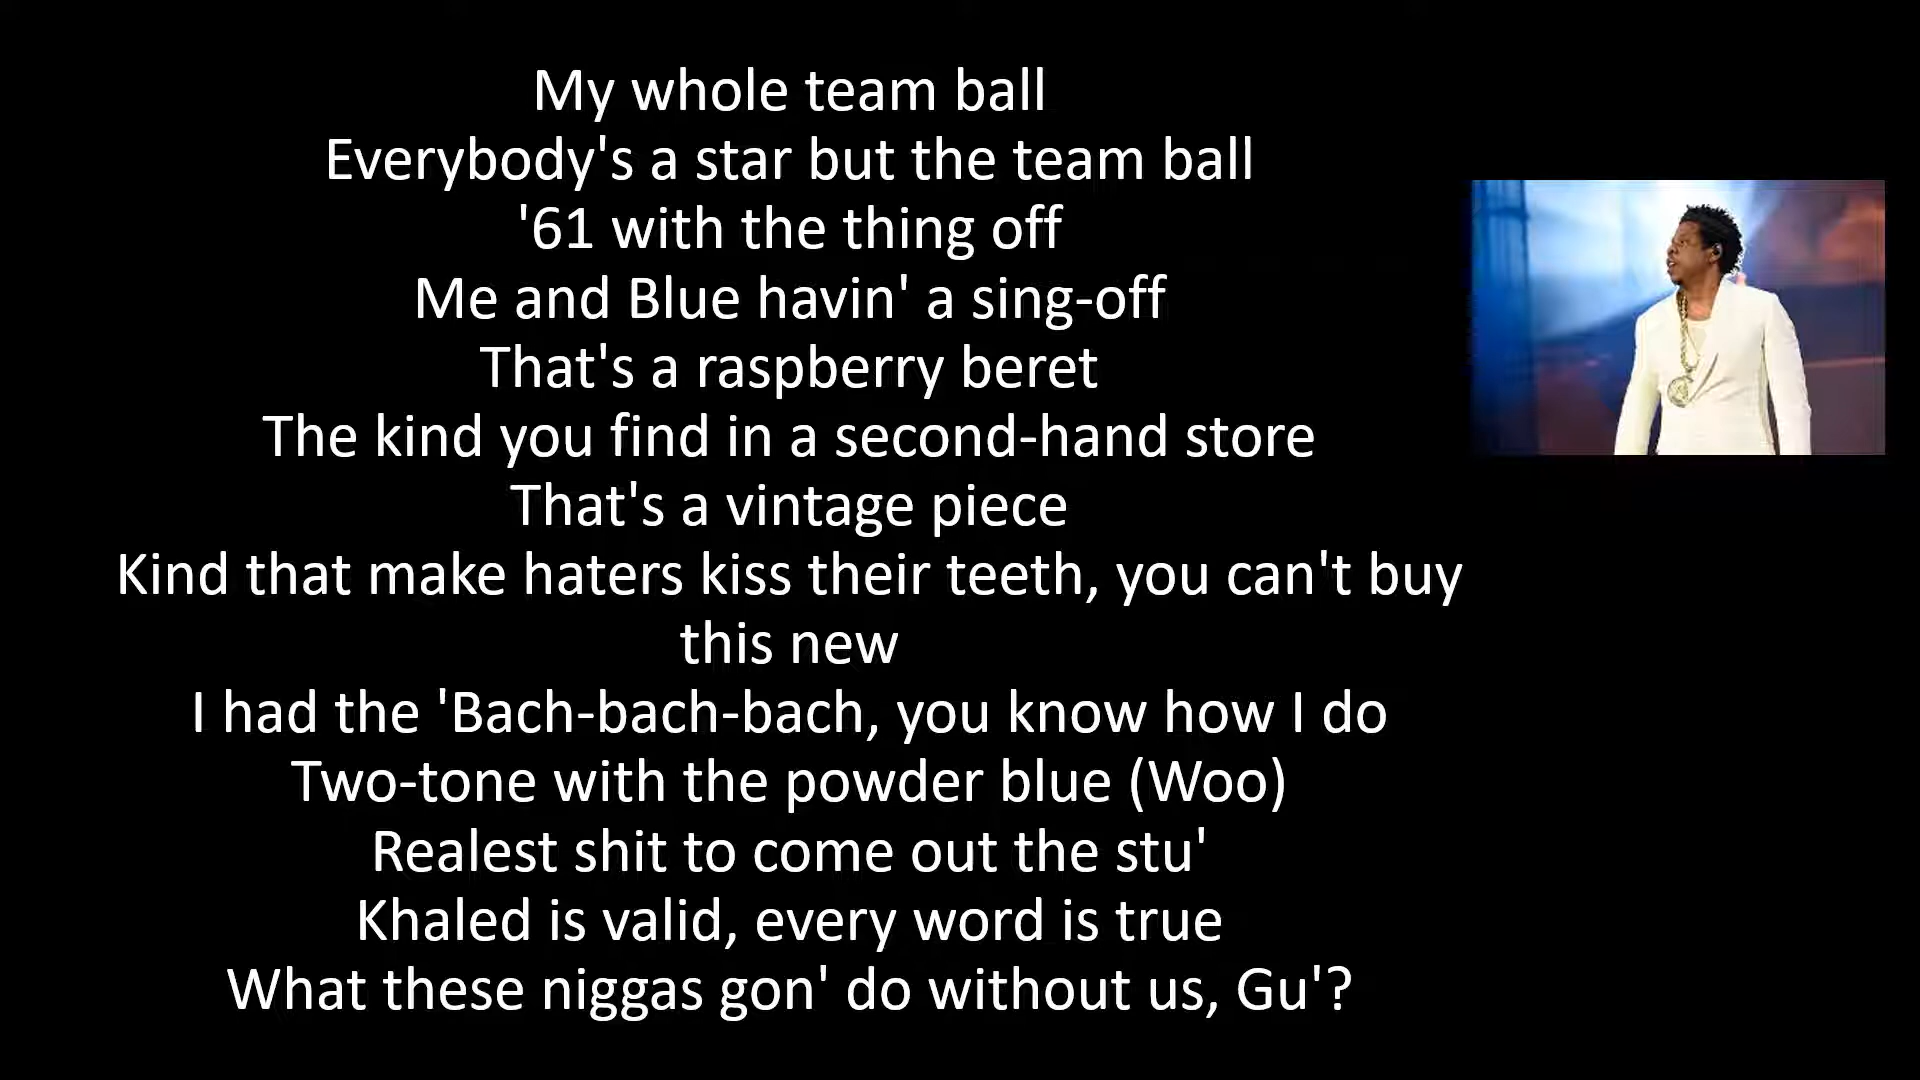 My whole team ball
Everybody's a star but the team ball
'61 with the thing off
Me and Blue havin' a sing-off
That's a raspberry beret
The kind you find in a second-hand store
That's a vintage piece
Kind that make haters kiss their teeth, you can't buy
this new
I had the 'Bach-bach-bach, you know how I do
Two-tone with the powder blue (Woo)
Realest shit to come out the stu'
Khaled is valid, every word is true
What these niggas gon' do without us, Gu'?